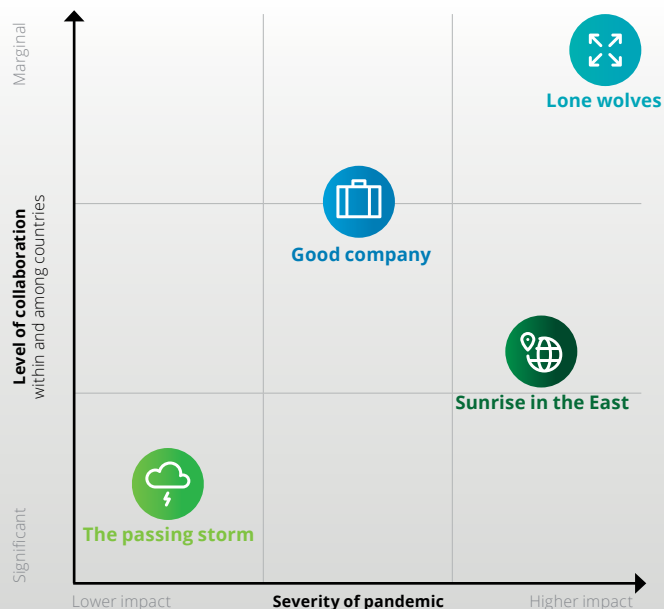 Marginal
Lone wolves
Good company
Level of collaboration
within and among countries
Sunrise in the East
The passing storm
Significant
Lower impact
Severity of pandemic
Higher impact